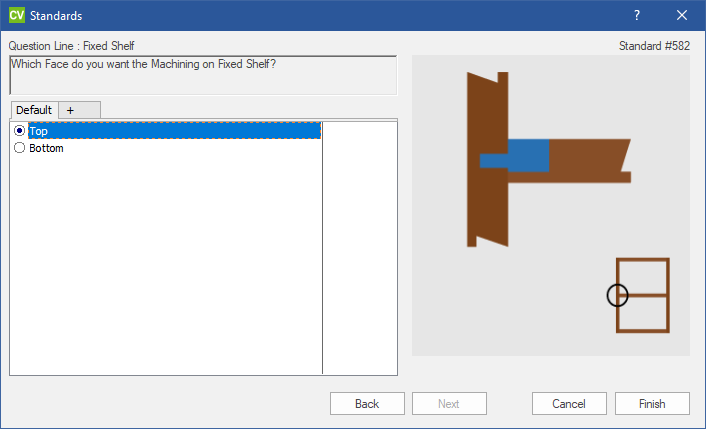 CV Standards
?
Question Line : Fixed Shelf
Standard #582
Which Face do you want the Machining on Fixed Shelf?
Default
+
Top
Bottom
Back
Next
Cancel
Finish